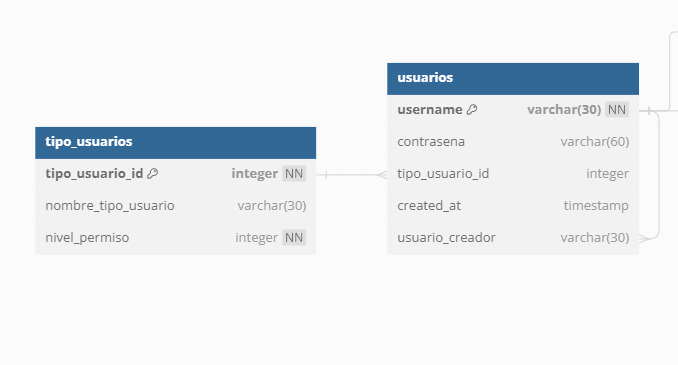 tipo_usuarios
tipo_usuario_id integer NN
nombre_tipo_usuario varchar(30)
nivel_permiso integer NN
usuarios
username varchar(30) NN
contrasena varchar(60)
tipo_usuario_id integer
created_at timestamp
usuario_creador varchar(30)